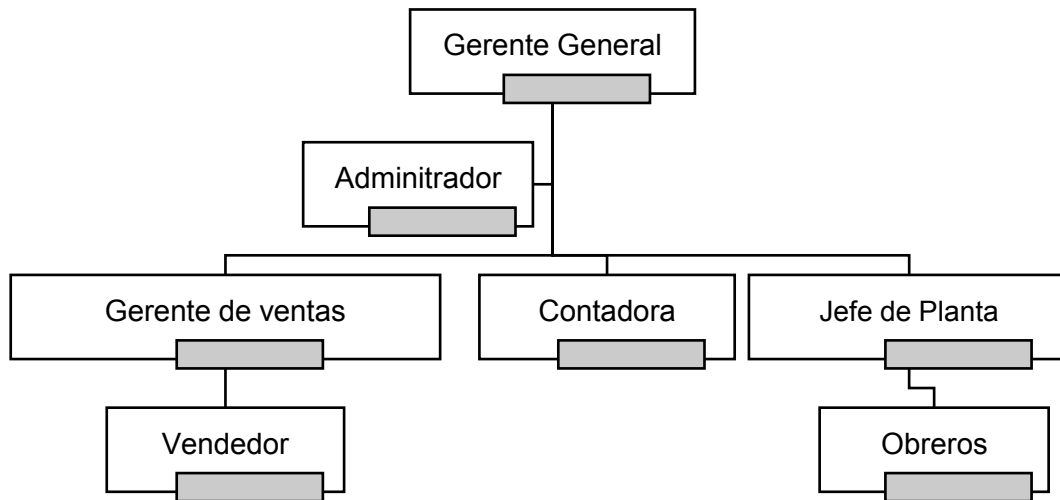 Gerente General
Adminitrador
Gerente de ventas
Contadora
Jefe de Planta
Vendedor
Obreros